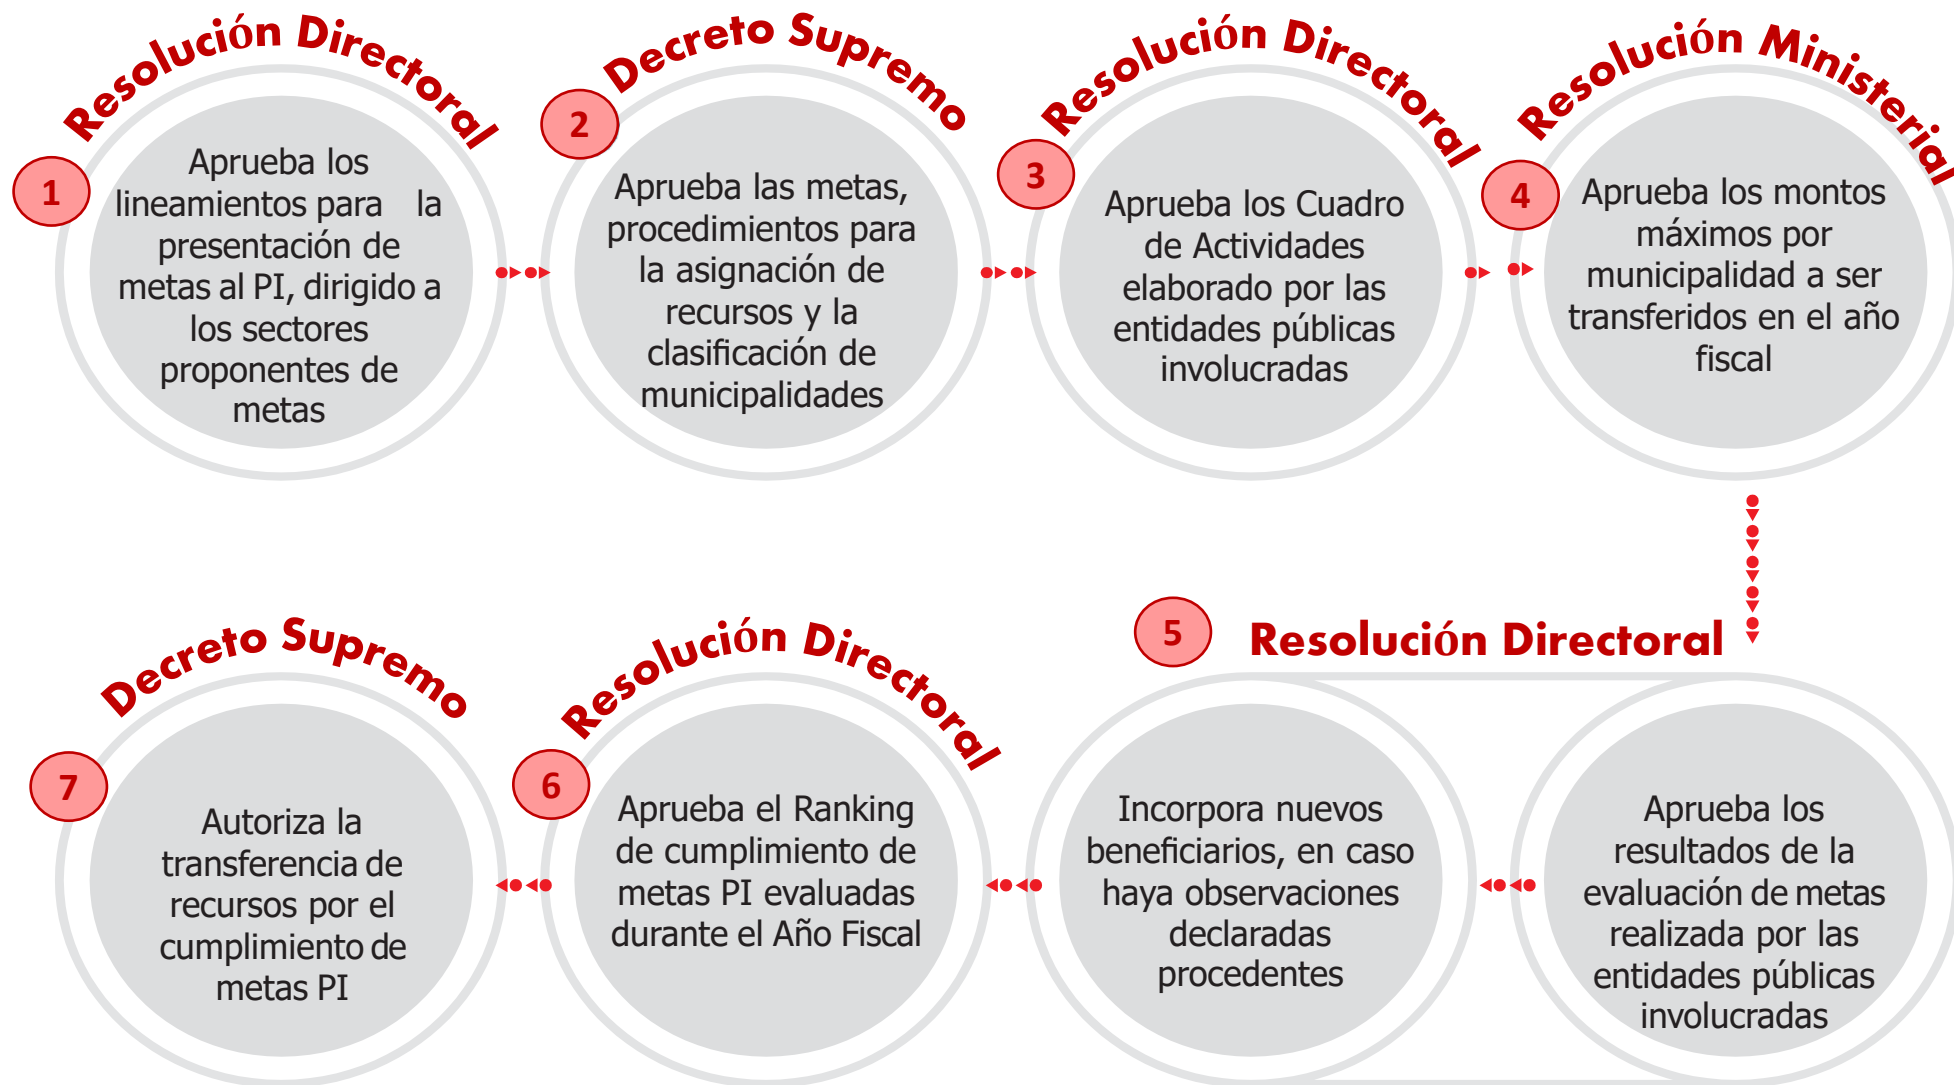 Resolución Directoral
1
Aprueba los
lineamientos para la
presentación de
metas al PI, dirigido a
los sectores
proponentes de
metas
Decreto Supremo
2
Aprueba las metas,
procedimientos para
la asignación de
recursos y la
clasificación de
municipalidades
Resolución Directoral
3
Aprueba los Cuadro
de Actividades
elaborado por las
entidades públicas
involucradas
Resolución Ministerial
4
Aprueba los montos
máximos por
municipalidad a ser
transferidos en el año
fiscal
5 Resolución Directoral
Aprueba los
resultados de la
evaluación de metas
realizada por las
entidades públicas
involucradas
Incorpora nuevos
beneficiarios, en caso
haya observaciones
declaradas
procedentes
Resolución Directoral
6
Aprueba el Ranking
de cumplimiento de
metas PI evaluadas
durante el Año Fiscal
Decreto Supremo
7
Autoriza la
transferencia de
recursos por el
cumplimiento de
metas PI